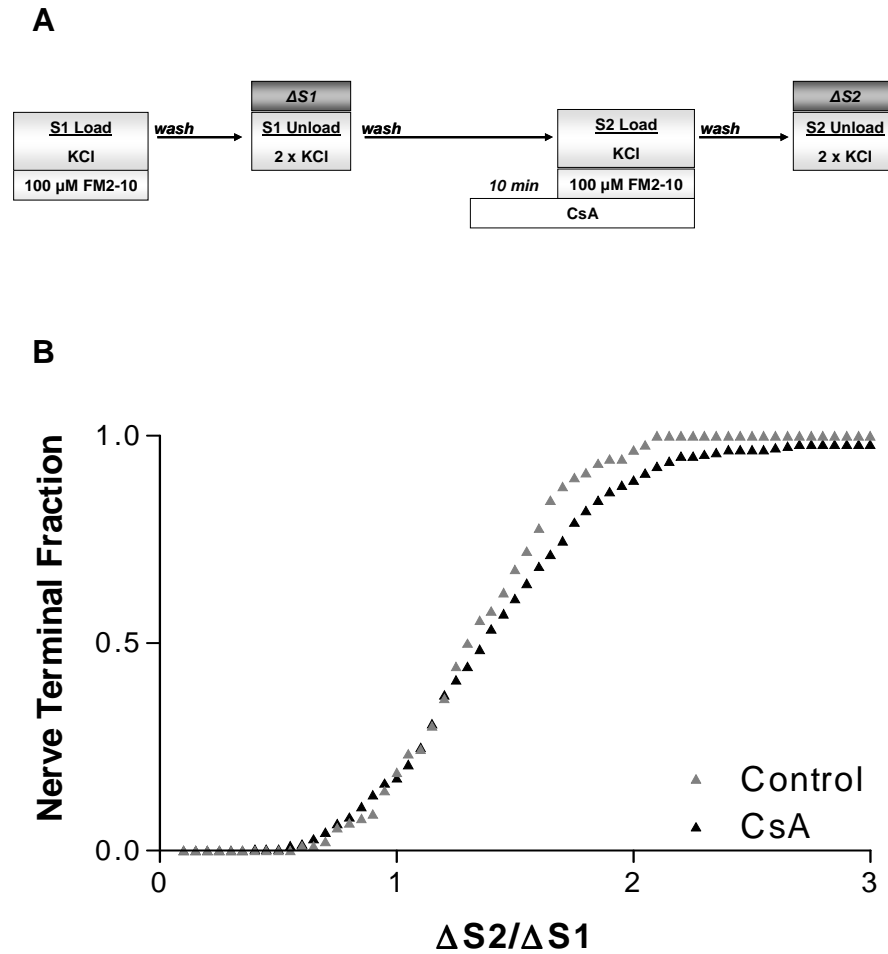 A
ΔS1
ΔS2
S1 Load
wash
S1 Unload
wash
S2 Load
wash
S2 Unload
KCl
2 x KCl
KCl
2 x KCl
100 µM FM2-10
10 min
100 µM FM2-10
CsA
B
Nerve Terminal Fraction
1.0
0.5
0.0
0
1
2
3
Control
CsA
ΔS2/ΔS1